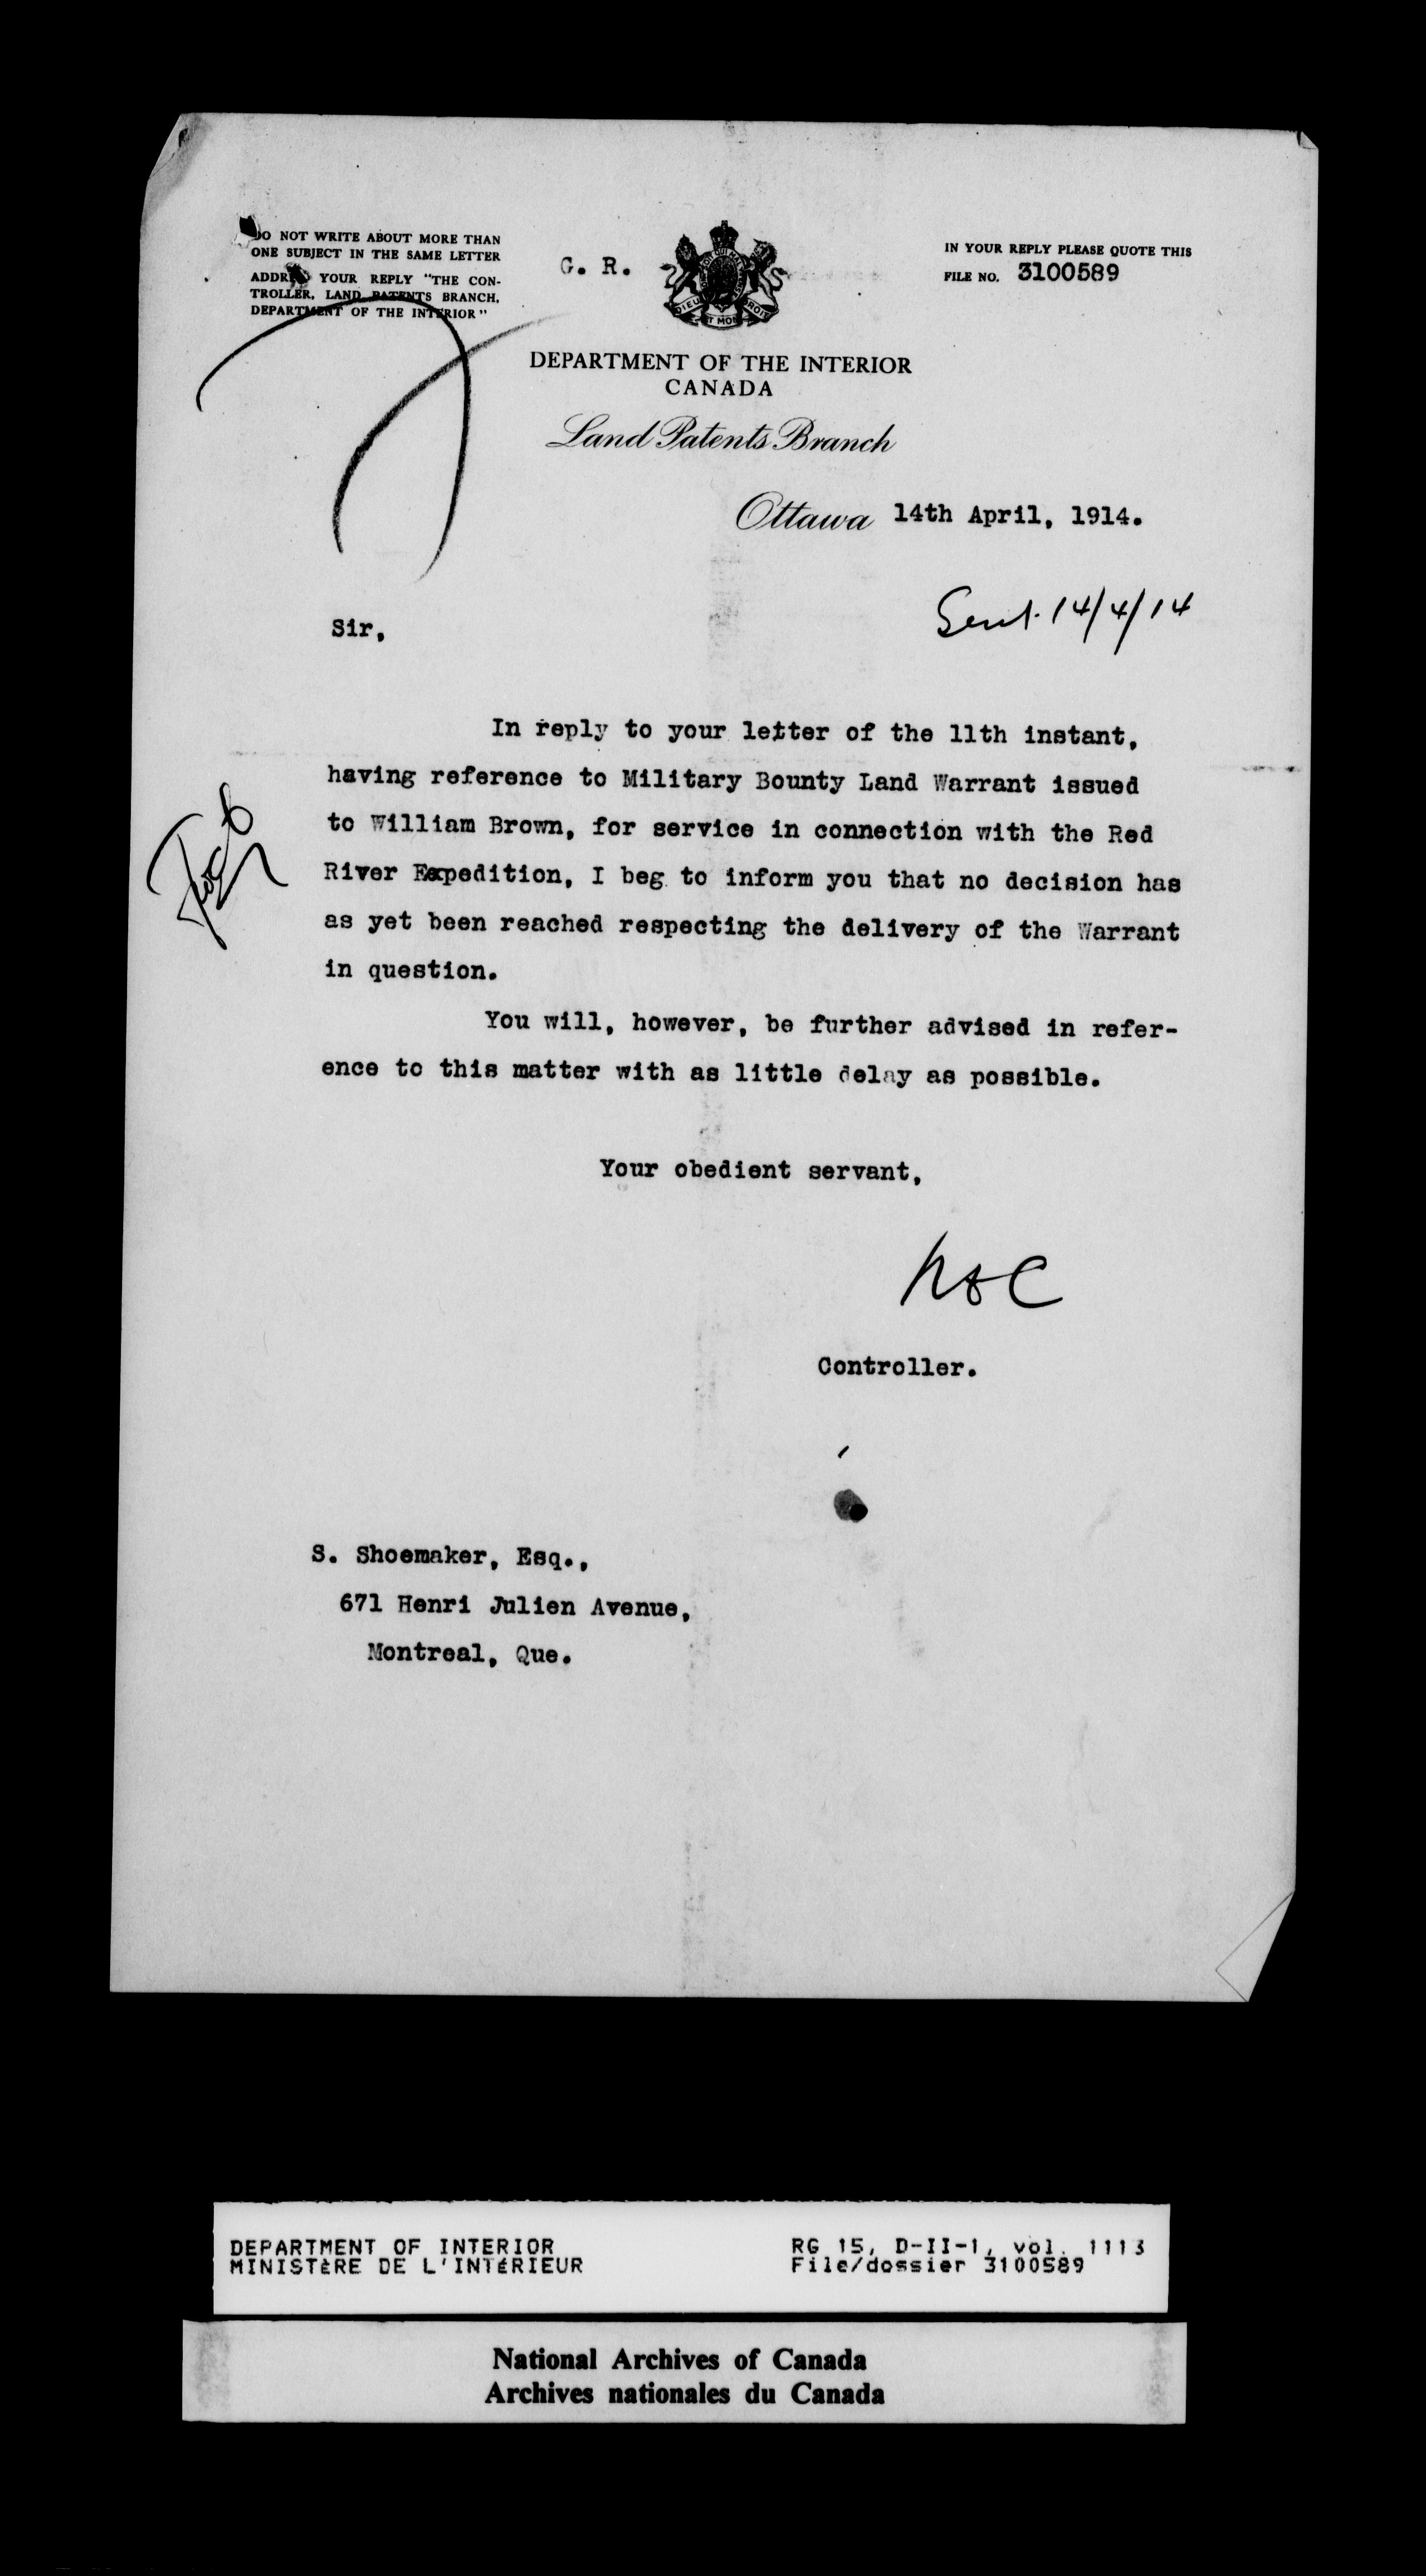 DO NOT WRITE ABOUT MORE THAN
ONE SUBJECT IN THE SAME LETTER
ADDRESS YOUR REPLY "THE CON-
TROLLER, LAND PATENTS BRANCH,
DEPARTMENT OF THE INTERIOR"
G. R.
IN YOUR REPLY PLEASE QUOTE THIS
FILE NO. 3100589
DIEU ET MON DROIT
DEPARTMENT OF THE INTERIOR
CANADA
Land Patents Branch
Ottawa 14th April, 1914.
Sent. 14/4/14
Sir,
In reply to your letter of the 11th instant,
having reference to Military Bounty Land Warrant issued
to William Brown, for service in connection with the Red
River Expedition, I beg to inform you that no decision has
as yet been reached respecting the delivery of the Warrant
in question.
You will, however, be further advised in refer-
ence to this matter with as little delay as possible.
Your obedient servant,
NOC
Controller.
S. Shoemaker, Esq.,
671 Henri Julien Avenue,
Montreal, Que.
DEPARTMENT OF INTERIOR
MINISTÈRE DE L'INTÉRIEUR
RG 15, D-II-1, vol. 1113
File/dossier 3100589
National Archives of Canada
Archives nationales du Canada